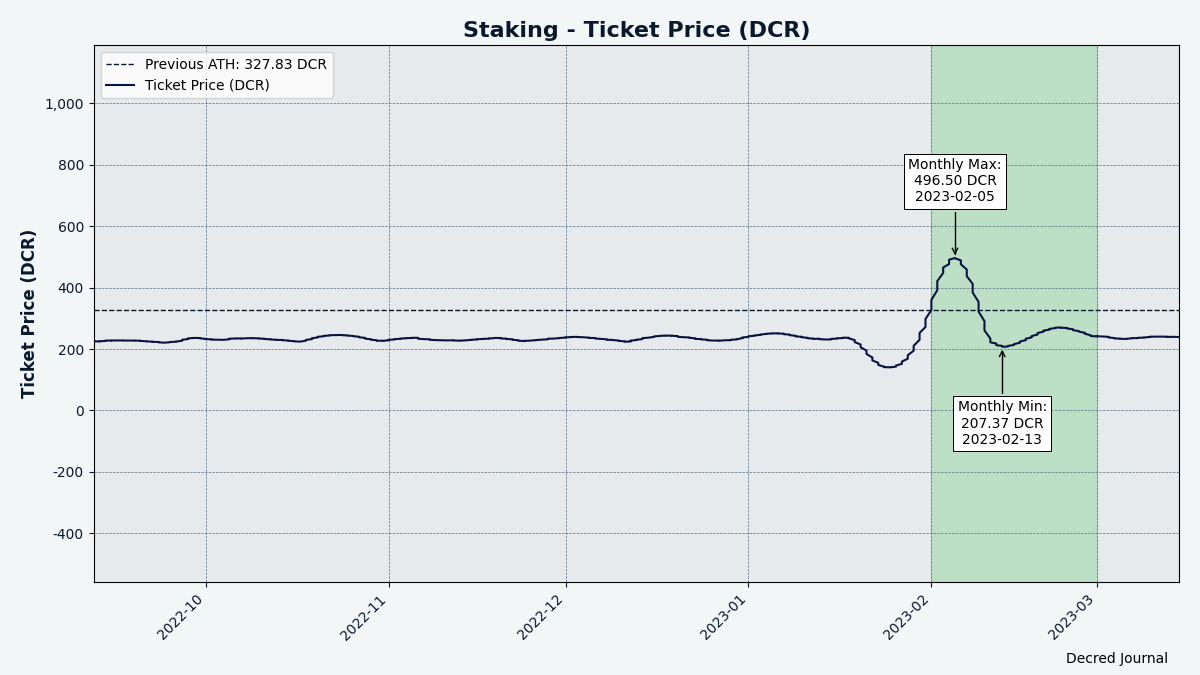 Staking - Ticket Price (DCR)
Previous ATH: 327.83 DCR
Ticket Price (DCR)
Ticket Price (DCR)
1,000
800
600
400
200
0
-200
-400
Monthly Max:
496.50 DCR
2023-02-05
Monthly Min:
207.37 DCR
2023-02-13
2022-10
2022-11
2022-12
2023-01
2023-02
2023-03
Decred Journal